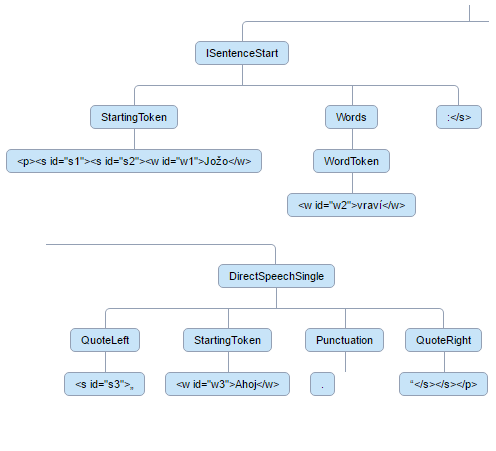 ISentenceStart
StartingToken
Words
:</s>
<p><s id="s1"><s id="s2"><w id="w1">Jožo</w>
WordToken
<w id="w2">vraví</w>
DirectSpeechSingle
QuoteLeft
StartingToken
Punctuation
QuoteRight
<s id="s3">„
<w id="w3">Ahoj</w>
.
“</s></s></p>